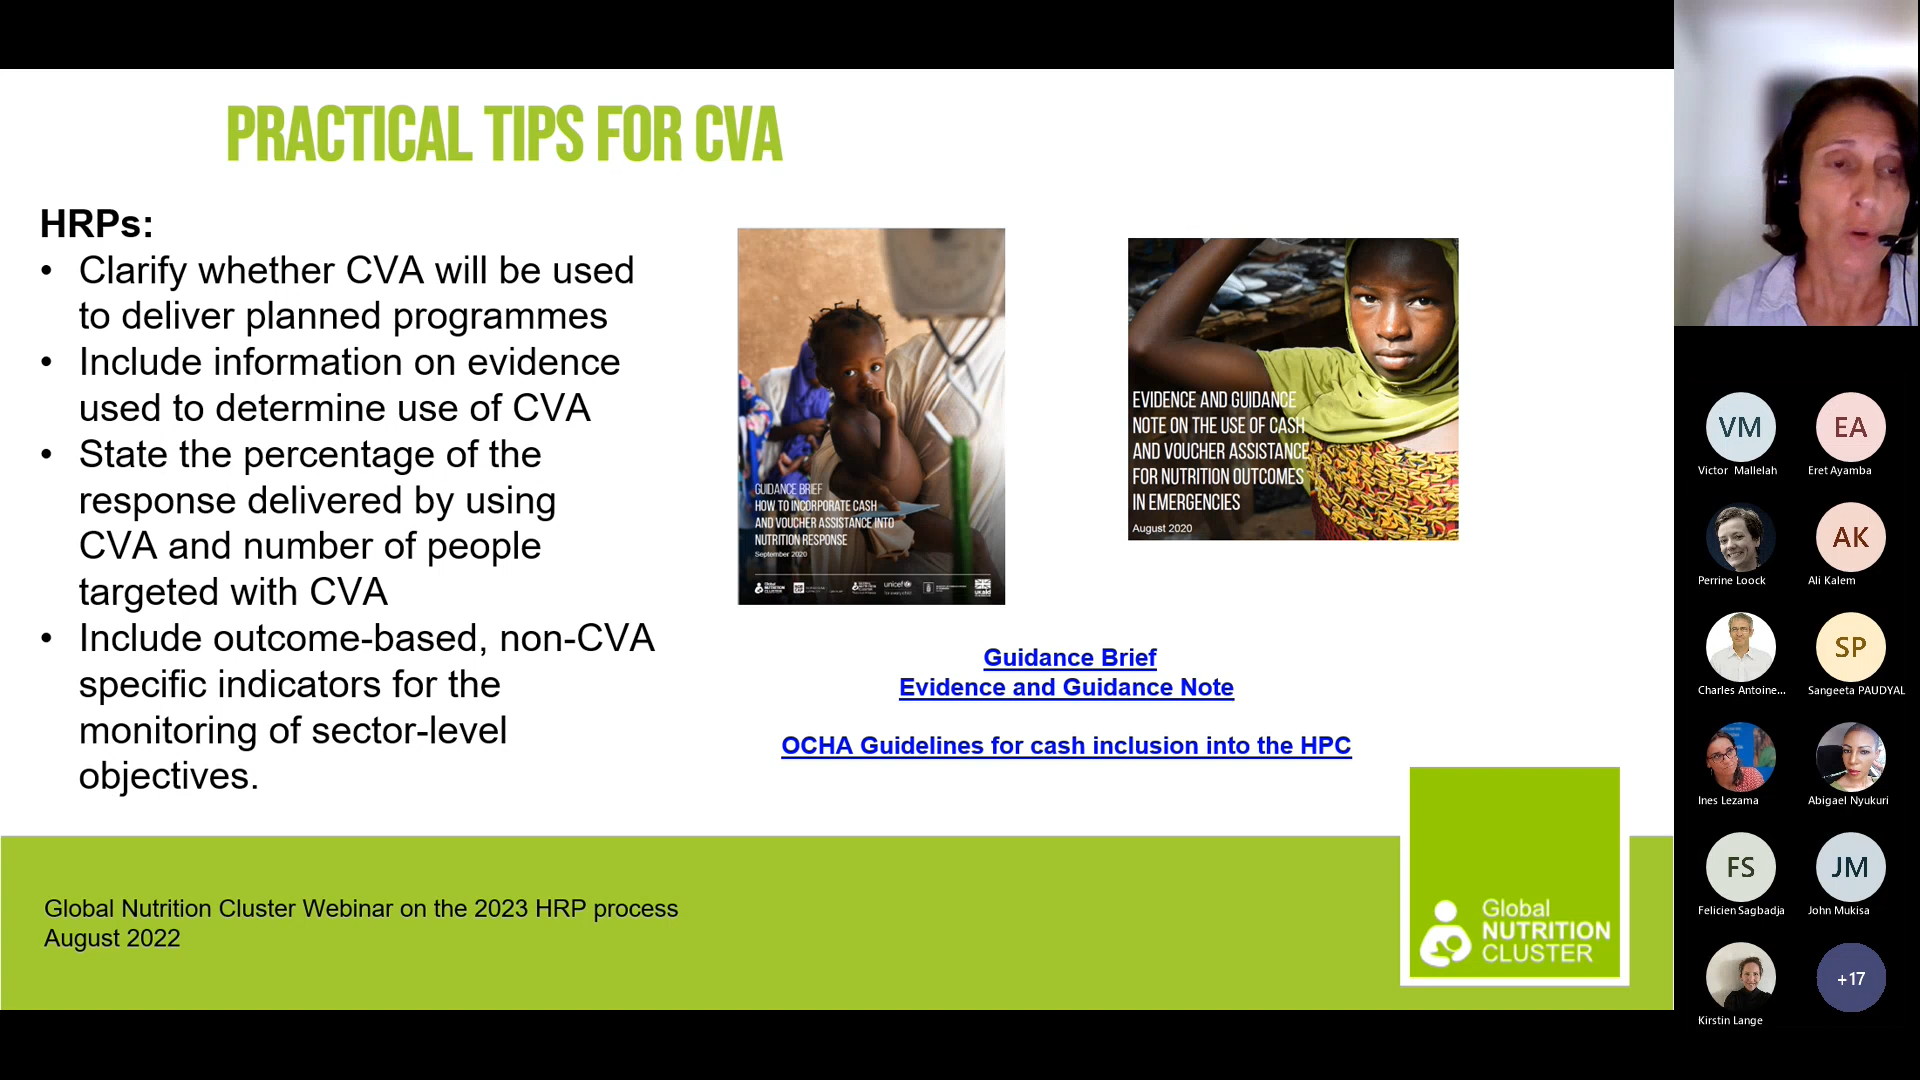 PRACTICAL TIPS FOR CVA
HRPs:
• Clarify whether CVA will be used
to deliver planned programmes
• Include information on evidence
used to determine use of CVA
• State the percentage of the
response delivered by using
CVA and number of people
targeted with CVA
• Include outcome-based, non-CVA
specific indicators for the
monitoring of sector-level
objectives.
GUIDANCE BRIEF
HOW TO INCORPORATE CASH
AND VOUCHER ASSISTANCE INTO
NUTRITION RESPONSE
September 2020
Global
NUTRITION
CLUSTER
unicef
EVIDENCE AND GUIDANCE
NOTE ON THE USE OF CASH
AND VOUCHER ASSISTANCE
FOR NUTRITION OUTCOMES
IN EMERGENCIES
August 2020
Guidance Brief
Evidence and Guidance Note
OCHA Guidelines for cash inclusion into the HPC
Global Nutrition Cluster Webinar on the 2023 HRP process
August 2022
Global
NUTRITION
CLUSTER
VM
EA
Victor Mallelah
Eret Ayamba
AK
Perrine Loock
Ali Kalem
SP
Charles Antoine...
Sangeeta PAUDYAL
Ines Lezama
Abigael Nyukuri
FS
JM
Felicien Sagbadja
John Mukisa
+17
Kirstin Lange